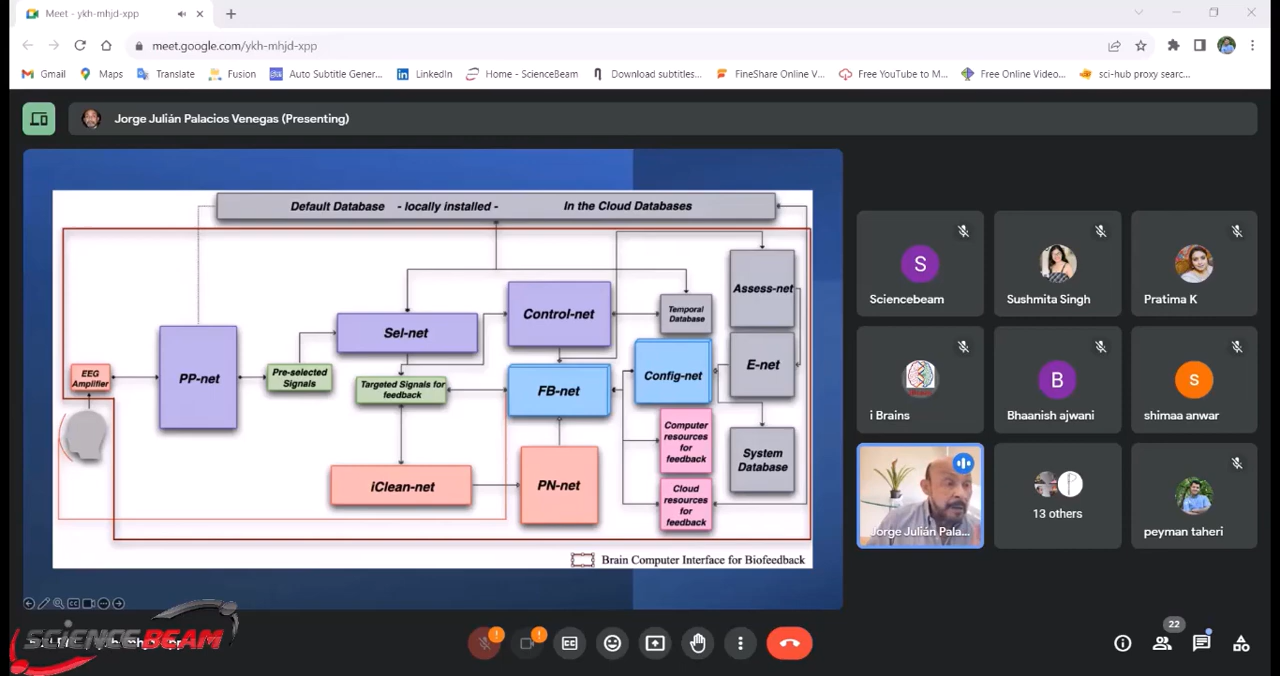 Meet - ykh-mhjd-xpp
meet.google.com/ykh-mhjd-xpp
Gmail
Maps
Translate
Fusion
Auto Subtitle Gener...
LinkedIn
Home - ScienceBeam
Download subtitles...
FineShare Online V...
Free YouTube to M...
Free Online Video...
sci-hub proxy searc...
Jorge Julián Palacios Venegas (Presenting)
Default Database - locally installed - In the Cloud Databases
Assess-net
Control-net
Temporal
Database
Sel-net
EEG
Amplifier
PP-net
Pre-selected
Signals
Targeted Signals for
feedback
FB-net
Config-net
E-net
Computer
resources
for
feedback
System
Database
iClean-net
PN-net
Cloud
resources
for
feedback
Brain Computer Interface for Biofeedback
S
Sciencebeam
Sushmita Singh
Pratima K
i Brains
B
Bhaanish ajwani
S
shimaa anwar
Jorge Julián Pala...
P
13 others
peyman taheri
SCIENCEBEAM
22